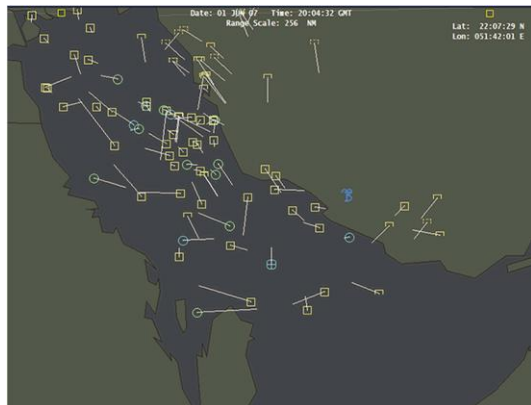 Date: 01 JUN 07 Time: 20:04:32 GMT
Range Scale: 256 NM
Lat: 22:07:29 N
Lon: 051:42:01 E